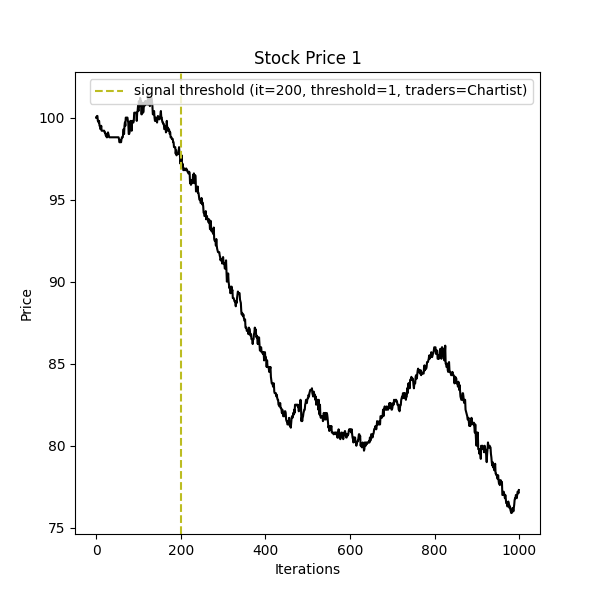 Stock Price 1
signal threshold (it=200, threshold=1, traders=Chartist)
100
95
90
85
80
75
Price
0 200 400 600 800 1000
Iterations